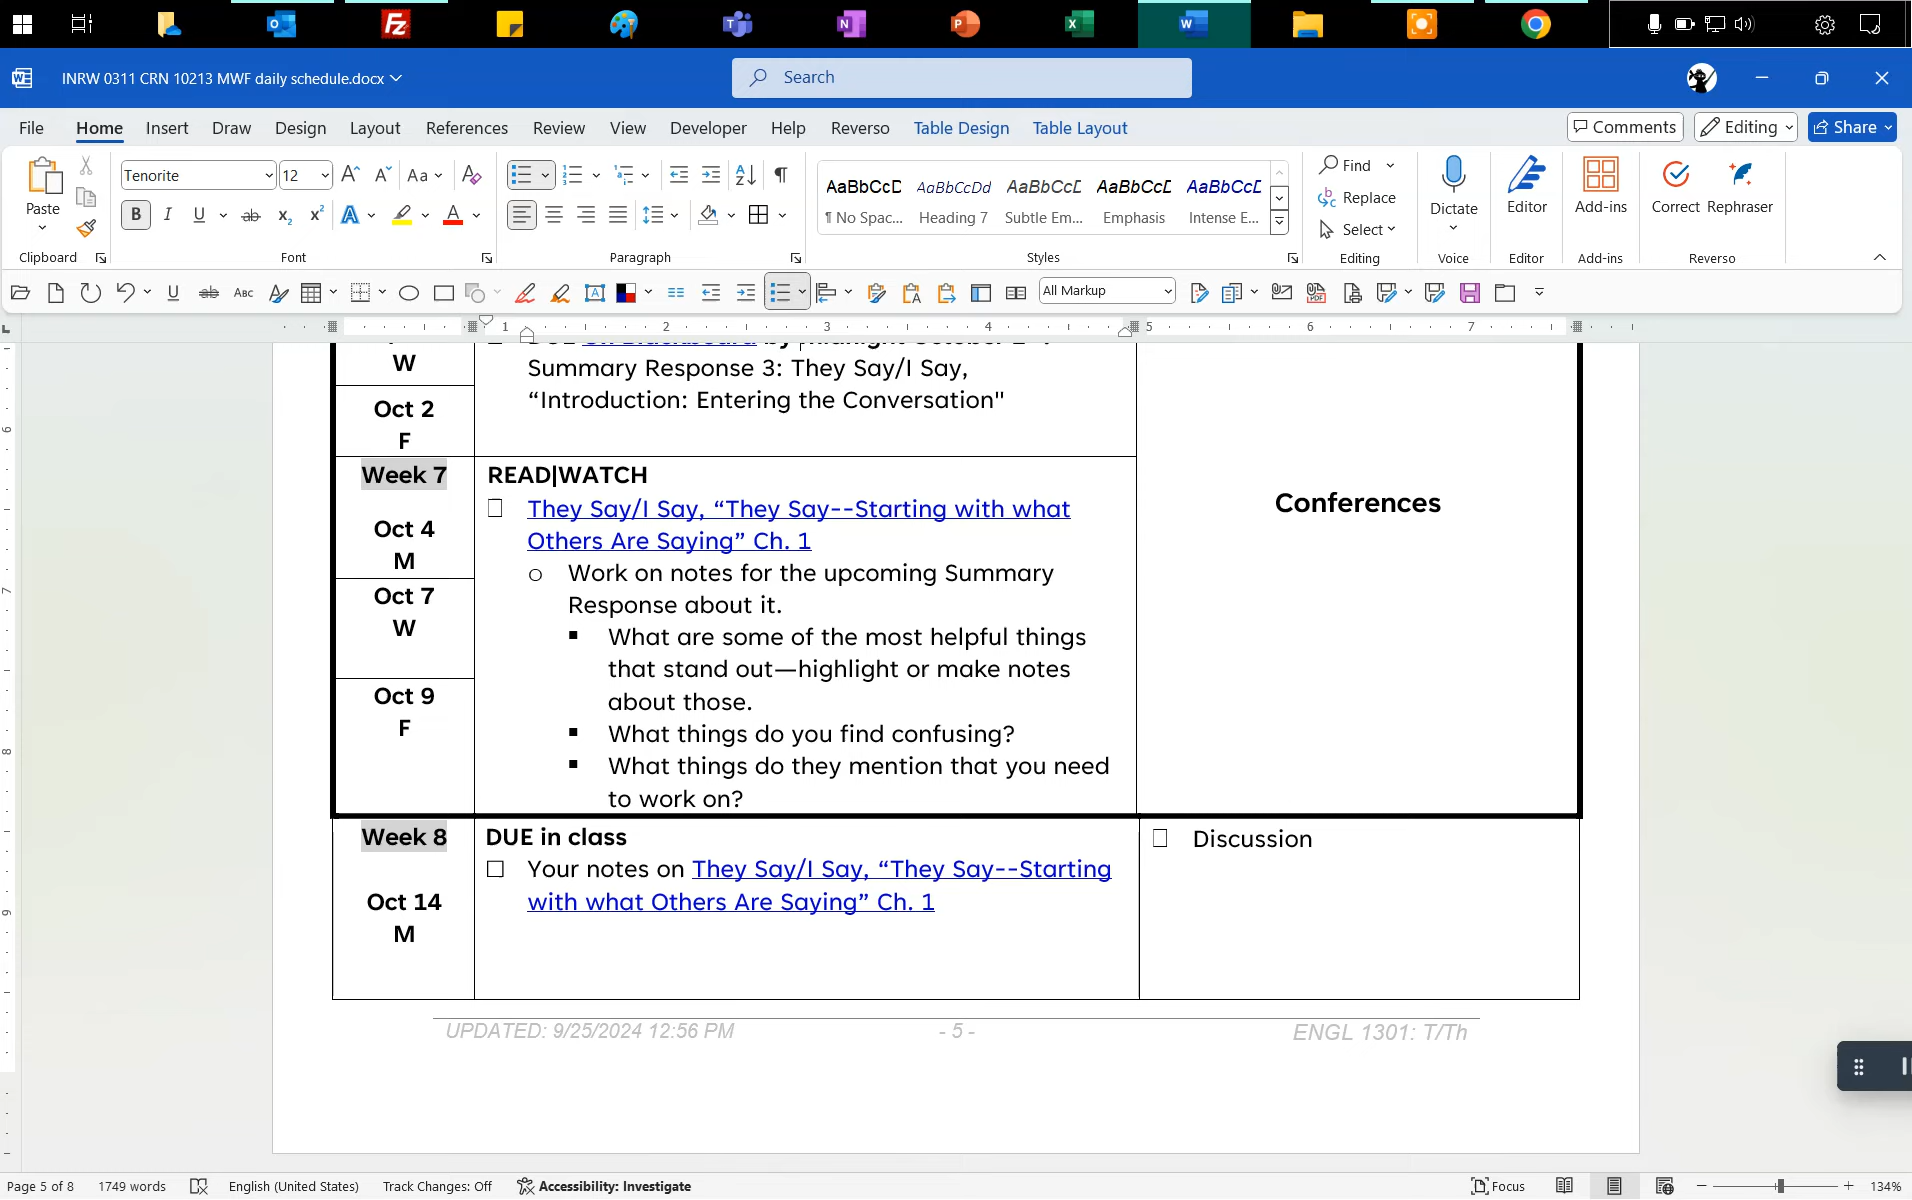 INRW 0311 CRN 10213 MWF daily schedule.docx
Search
File Home Insert Draw Design Layout References Review View Developer Help Reverso Table Design Table Layout
Comments Editing Share
Paste
Tenorite 12
AaBbCcD AaBbCcDd AaBbCcD AaBbCcD AaBbCcD
¶ No Spac... Heading 7 Subtle Em... Emphasis Intense E...
Find
Replace
Select
Dictate
Editor
Add-ins
Correct Rephraser
Clipboard Font Paragraph Styles Editing Voice Editor Add-ins Reverso
All Markup
1 2 3 4 5 6 7
W
Summary Response 3: They Say/I Say,
“Introduction: Entering the Conversation"
Oct 2
F
Week 7
Oct 4
M
Oct 7
W
Oct 9
F
READ|WATCH
They Say/I Say, “They Say--Starting with what
Others Are Saying” Ch. 1
o Work on notes for the upcoming Summary
Response about it.
▪ What are some of the most helpful things
that stand out—highlight or make notes
about those.
▪ What things do you find confusing?
▪ What things do they mention that you need
to work on?
Conferences
Week 8
Oct 14
M
DUE in class
☐ Your notes on They Say/I Say, “They Say--Starting
with what Others Are Saying” Ch. 1
Discussion
UPDATED: 9/25/2024 12:56 PM - 5 - ENGL 1301: T/Th
Page 5 of 8 1749 words English (United States) Track Changes: Off Accessibility: Investigate Focus 134%